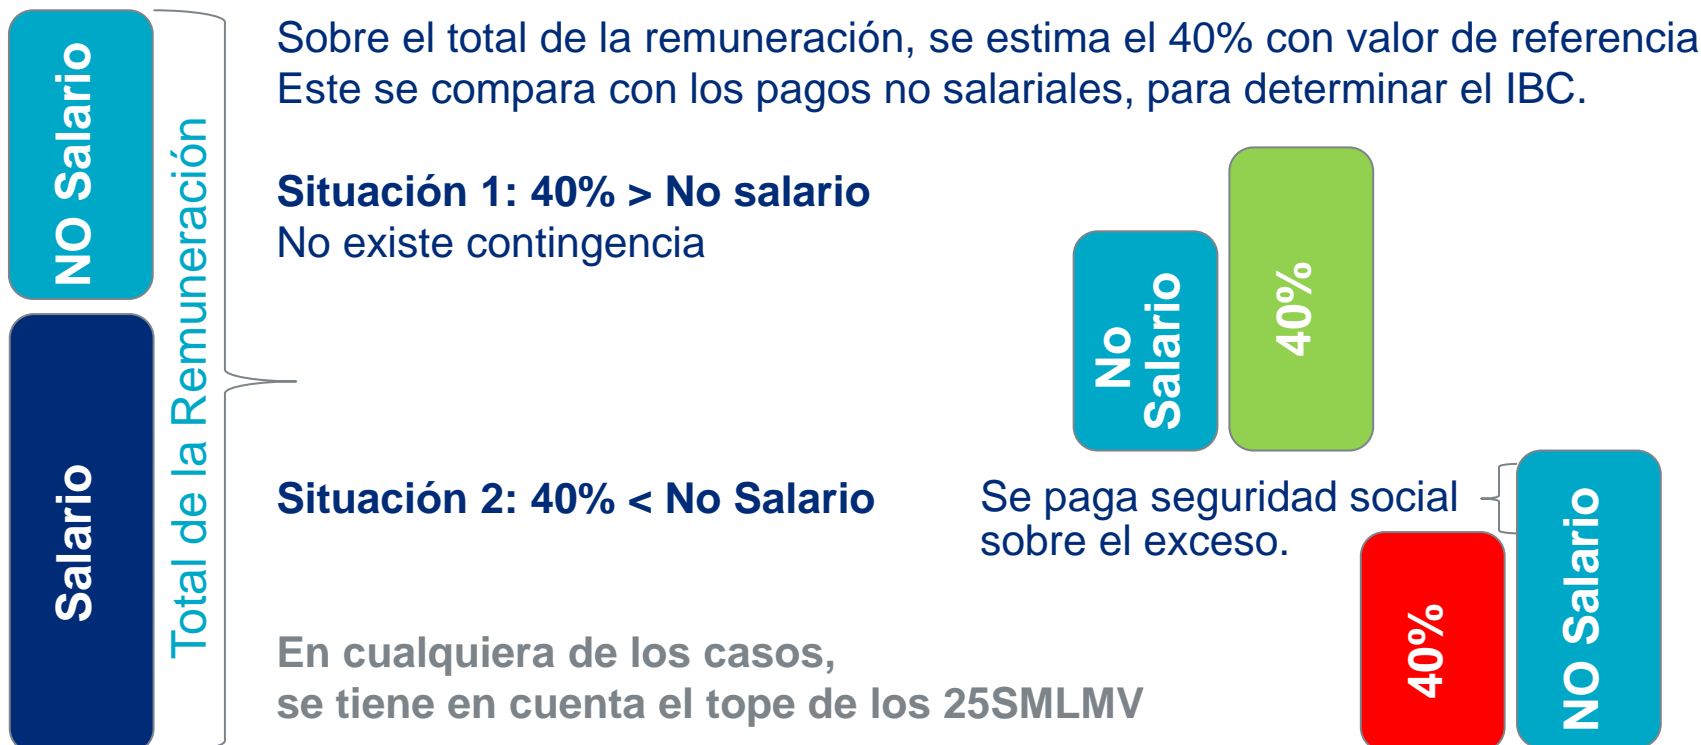 NO Salario
Salario
Total de la Remuneración
Sobre el total de la remuneración, se estima el 40% con valor de referencia
Este se compara con los pagos no salariales, para determinar el IBC.
Situación 1: 40% > No salario
No existe contingencia
No
Salario
40%
Situación 2: 40% < No Salario
Se paga seguridad social
sobre el exceso.
40%
NO Salario
En cualquiera de los casos,
se tiene en cuenta el tope de los 25SMLMV